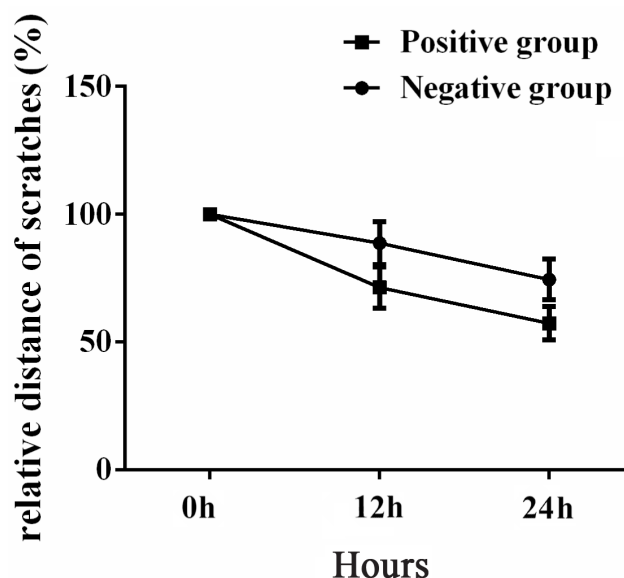 Positive group
Negative group
relative distance of scratches (%)
150
100
50
0
0h 12h 24h
Hours